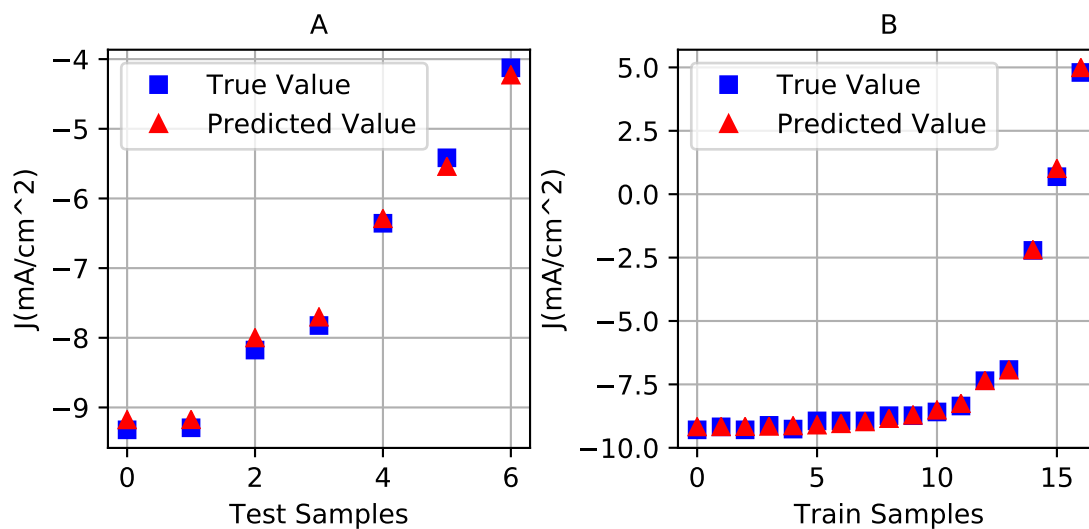 A
True Value
Predicted Value
−4
−5
−6
−7
−8
−9
J(mA/cm^2)
0
2
4
6
Test Samples
B
True Value
Predicted Value
5.0
2.5
0.0
−2.5
−5.0
−7.5
−10.0
J(mA/cm^2)
0
5
10
15
Train Samples